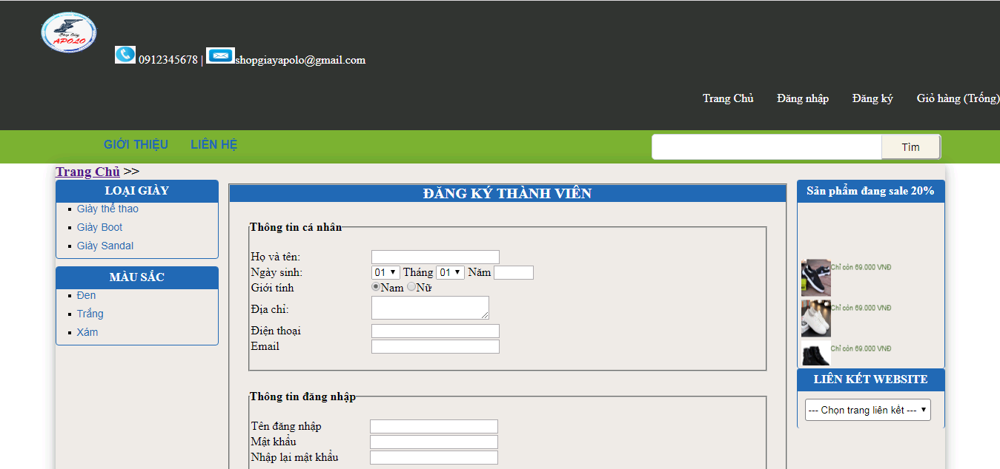 Shop Giày
APOLO
0912345678 | shopgiayapolo@gmail.com
Trang Chủ Đăng nhập Đăng ký Giỏ hàng (Trống)
GIỚI THIỆU LIÊN HỆ Tìm
Trang Chủ >>
LOẠI GIÀY
Giày thể thao
Giày Boot
Giày Sandal
MÀU SẮC
Đen
Trắng
Xám
ĐĂNG KÝ THÀNH VIÊN
Thông tin cá nhân
Họ và tên:
Ngày sinh: 01 Tháng 01 Năm
Giới tính Nam Nữ
Địa chỉ:
Điện thoại
Email
Thông tin đăng nhập
Tên đăng nhập
Mật khẩu
Nhập lại mật khẩu
Sản phẩm đang sale 20%
Chỉ còn 69.000 VNĐ
Chỉ còn 69.000 VNĐ
Chỉ còn 69.000 VNĐ
LIÊN KẾT WEBSITE
--- Chọn trang liên kết ---